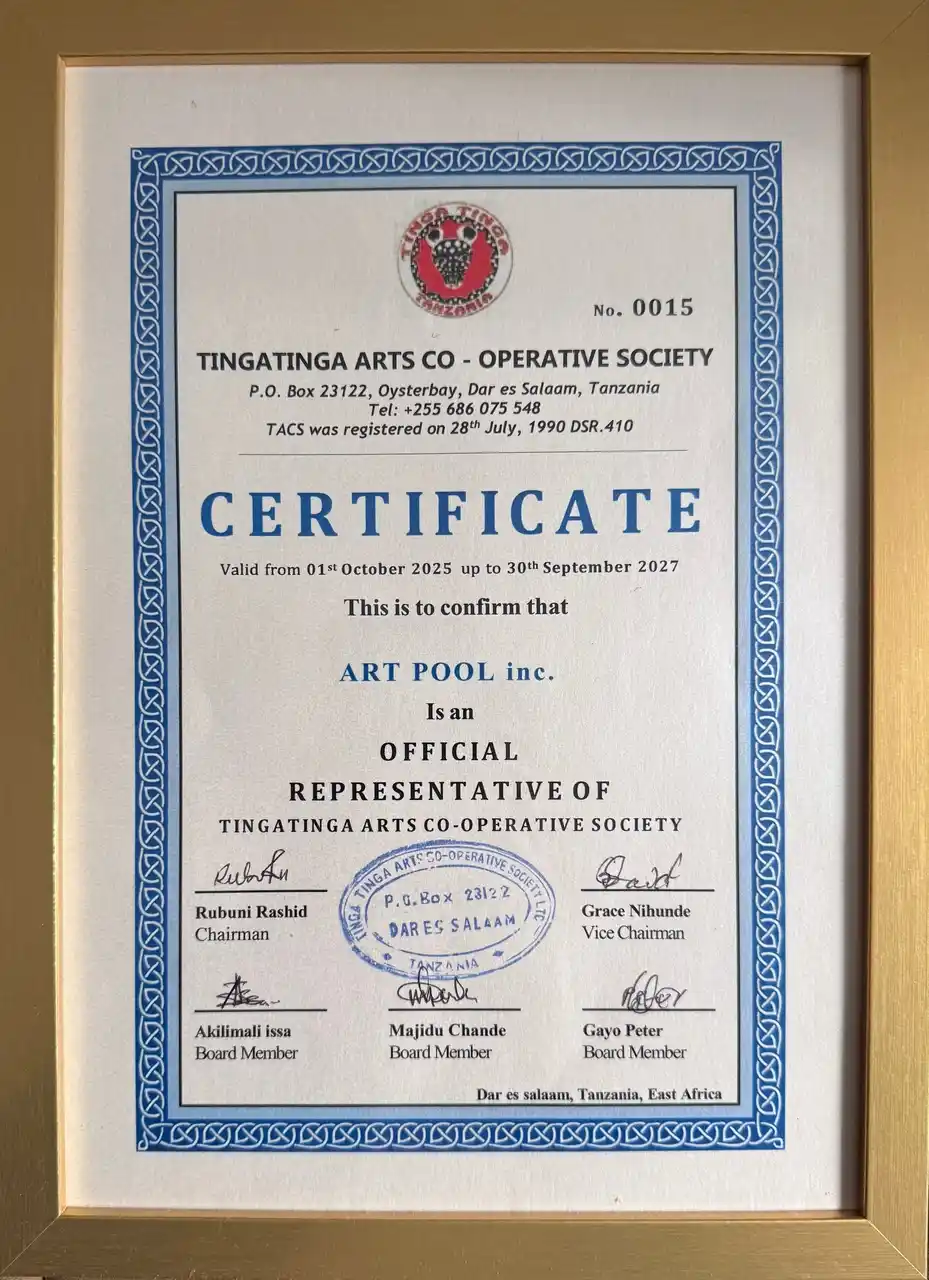 TINGA TINGA
TANZANIA
No. 0015
TINGATINGA ARTS CO - OPERATIVE SOCIETY
P.O. Box 23122, Oysterbay, Dar es Salaam, Tanzania
Tel: +255 686 075 548
TACS was registered on 28th July, 1990 DSR.410
CERTIFICATE
Valid from 01st October 2025 up to 30th September 2027
This is to confirm that
ART POOL inc.
Is an
OFFICIAL
REPRESENTATIVE OF
TINGATINGA ARTS CO-OPERATIVE SOCIETY
TINGA TINGA ARTS CO-OPERATIVE SOCIETY LTD
P.O.Box 23122
DAR ES SALAAM
TANZANIA
Rubuni Rashid
Chairman
Grace Nihunde
Vice Chairman
Akilimali issa
Board Member
Majidu Chande
Board Member
Gayo Peter
Board Member
Dar es salaam, Tanzania, East Africa